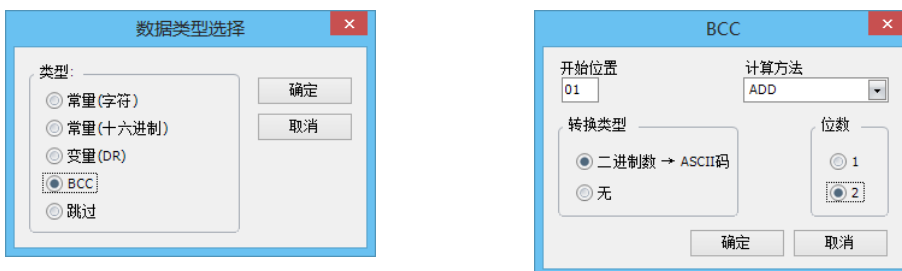 数据类型选择
类型:
常量(字符)
常量(十六进制)
变量(DR)
BCC
跳过
确定
取消
BCC
开始位置
01
计算方法
ADD
转换类型
二进制数 → ASCII码
无
位数
1
2
确定
取消